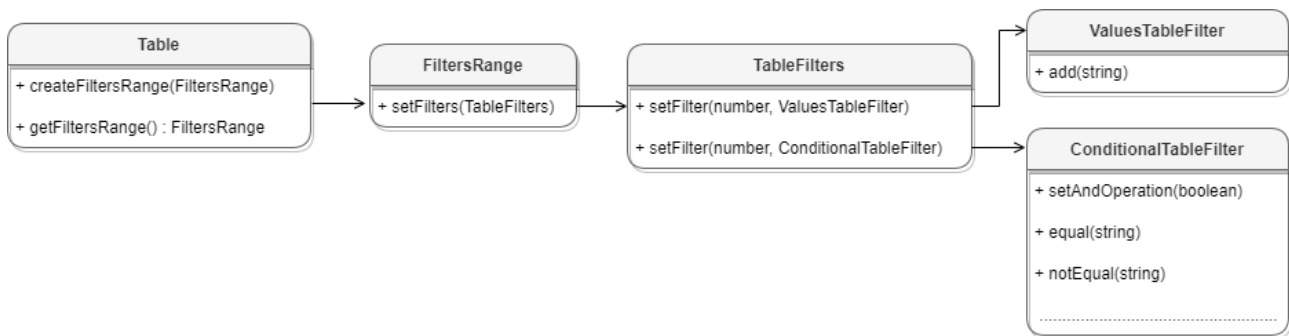 Table
+ createFiltersRange(FiltersRange)
+ getFiltersRange() : FiltersRange
FiltersRange
+ setFilters(TableFilters)
TableFilters
+ setFilter(number, ValuesTableFilter)
+ setFilter(number, ConditionalTableFilter)
ValuesTableFilter
+ add(string)
ConditionalTableFilter
+ setAndOperation(boolean)
+ equal(string)
+ notEqual(string)